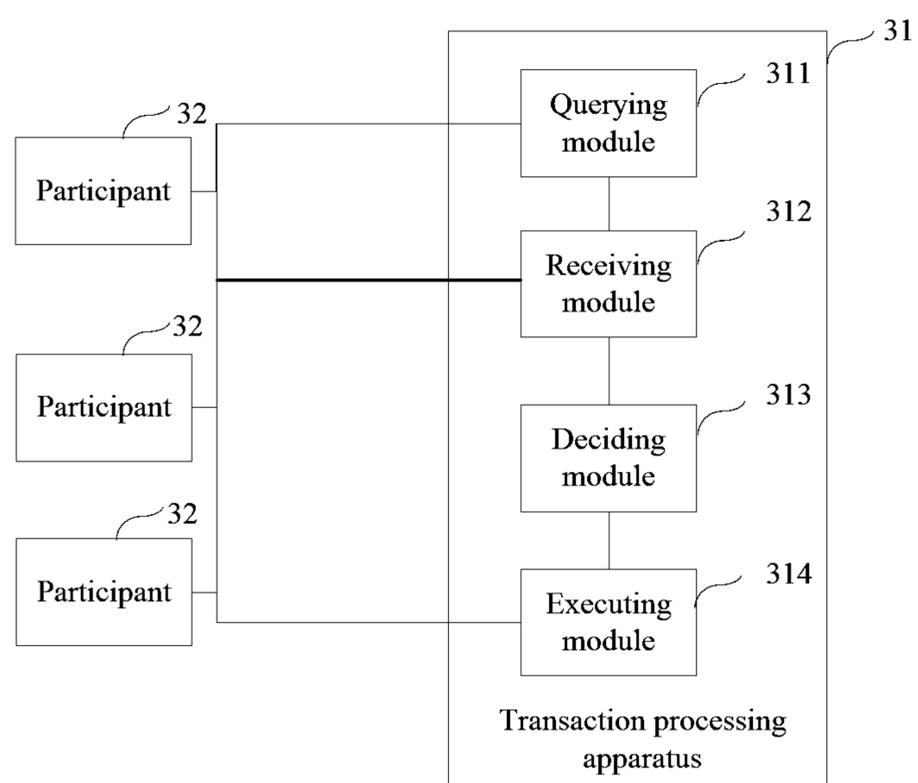 31
311
Querying
module
32
Participant
312
Receiving
module
32
Participant
313
Deciding
module
32
Participant
314
Executing
module
Transaction processing
apparatus